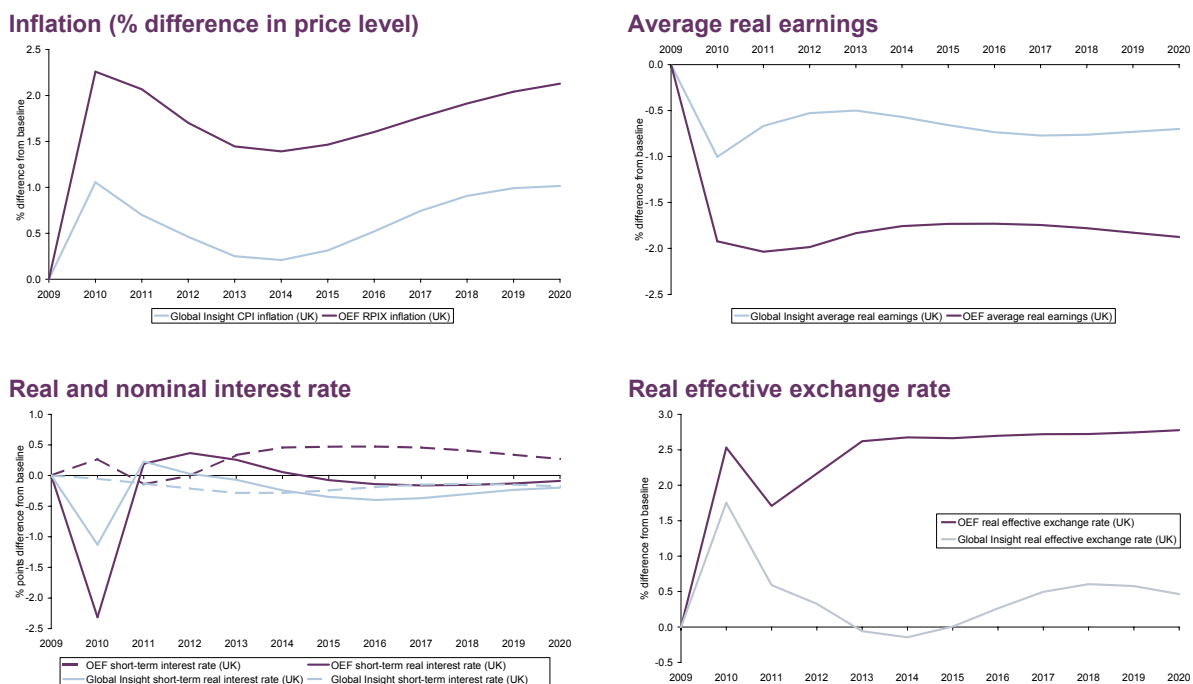 Inflation (% difference in price level)
2.5
2.0
1.5
1.0
0.5
0.0
% difference from baseline
2009 2010 2011 2012 2013 2014 2015 2016 2017 2018 2019 2020
Global Insight CPI inflation (UK) OEF RPIX inflation (UK)
Average real earnings
2009 2010 2011 2012 2013 2014 2015 2016 2017 2018 2019 2020
0.0
-0.5
-1.0
-1.5
-2.0
-2.5
% difference from baseline
Global Insight average real earnings (UK) OEF average real earnings (UK)
Real and nominal interest rate
1.0
0.5
0.0
-0.5
-1.0
-1.5
-2.0
-2.5
% points difference from baseline
2009 2010 2011 2012 2013 2014 2015 2016 2017 2018 2019 2020
OEF short-term interest rate (UK) OEF short-term real interest rate (UK)
Global Insight short-term real interest rate (UK) Global Insight short-term interest rate (UK)
Real effective exchange rate
3.0
2.5
2.0
1.5
1.0
0.5
0.0
-0.5
% difference from baseline
OEF real effective exchange rate (UK)
Global Insight real effective exchange rate (UK)
2009 2010 2011 2012 2013 2014 2015 2016 2017 2018 2019 2020